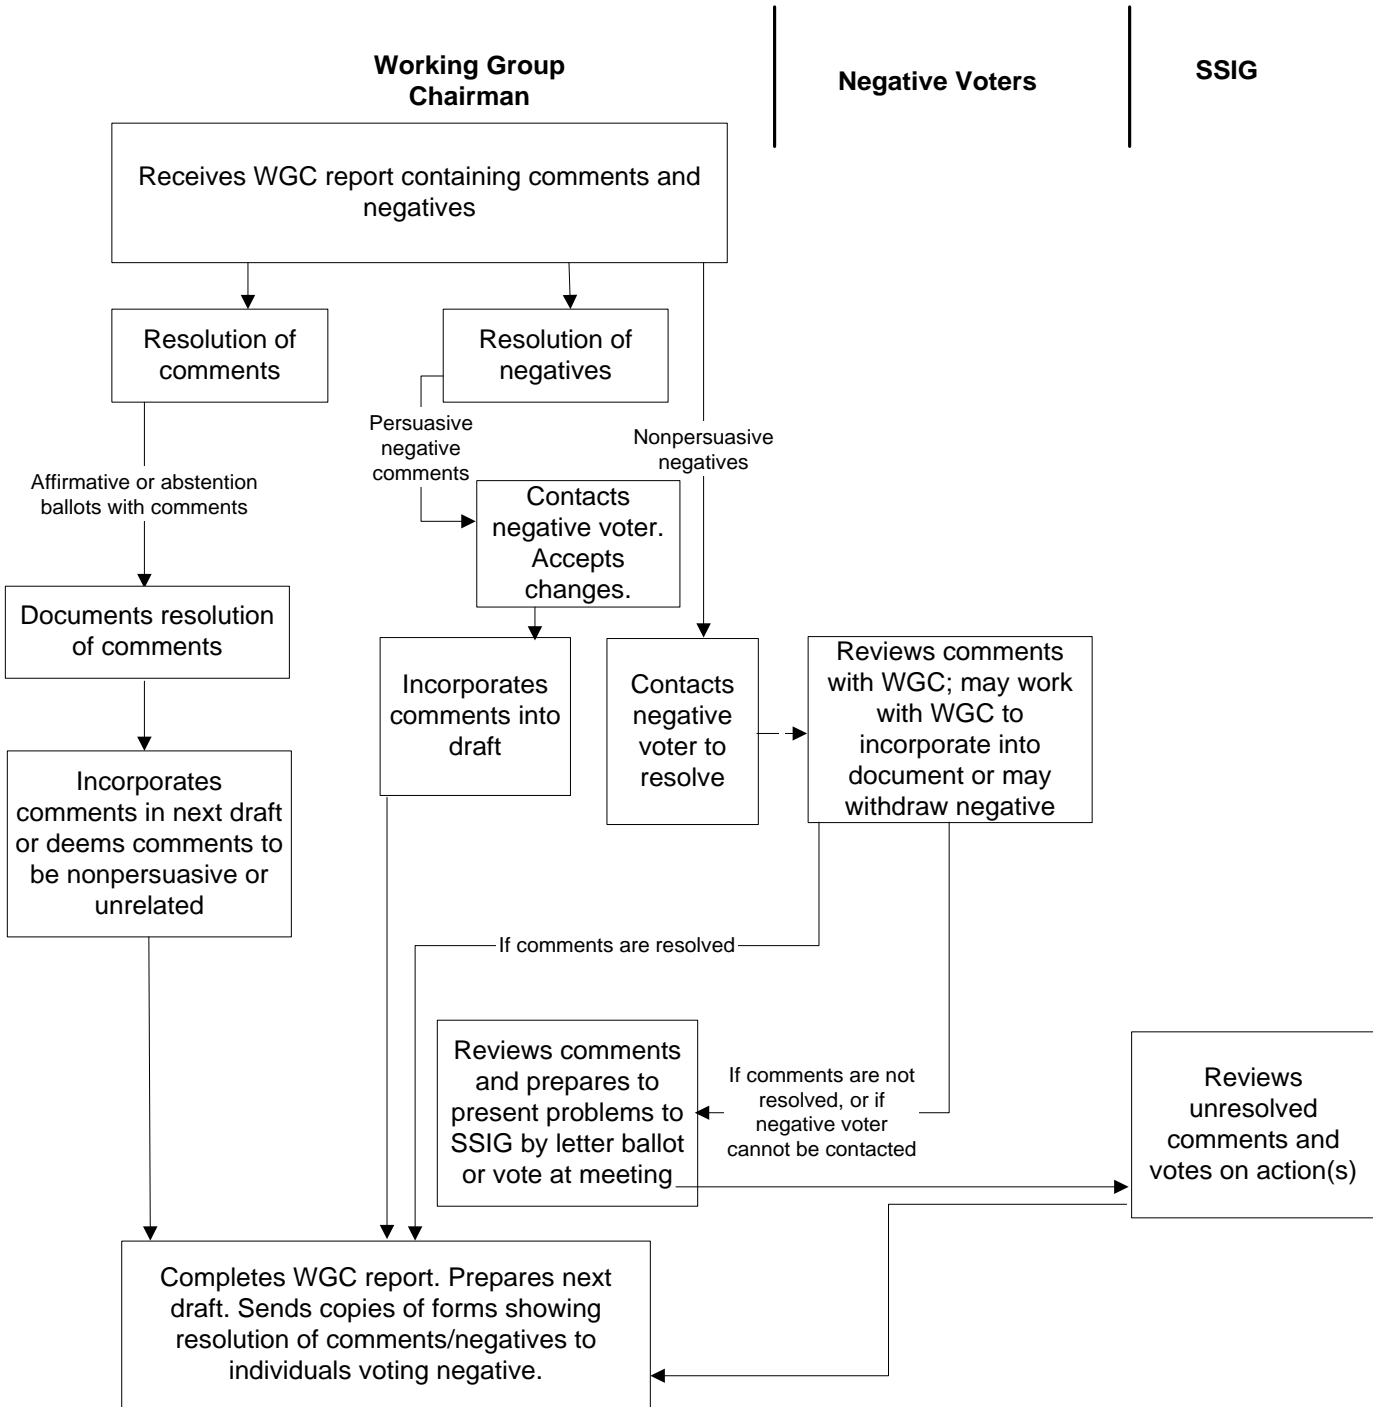 Working Group
Chairman
Negative Voters
SSIG
Receives WGC report containing comments and
negatives
Resolution of
comments
Resolution of
negatives
Persuasive
negative
comments
Nonpersuasive
negatives
Affirmative or abstention
ballots with comments
Contacts
negative voter.
Accepts
changes.
Documents resolution
of comments
Incorporates
comments into
draft
Contacts
negative
voter to
resolve
Reviews comments
with WGC; may work
with WGC to
incorporate into
document or may
withdraw negative
Incorporates
comments in next draft
or deems comments to
be nonpersuasive or
unrelated
If comments are resolved
Reviews comments
and prepares to
present problems to
SSIG by letter ballot
or vote at meeting
If comments are not
resolved, or if
negative voter
cannot be contacted
Reviews
unresolved
comments and
votes on action(s)
Completes WGC report. Prepares next
draft. Sends copies of forms showing
resolution of comments/negatives to
individuals voting negative.